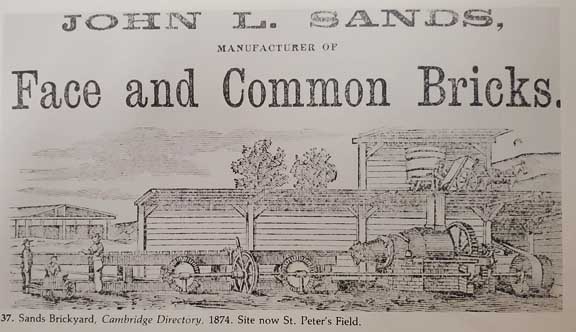 JOHN L. SANDS,
MANUFACTURER OF
Face and Common Bricks.
37. Sands Brickyard, Cambridge Directory, 1874. Site now St. Peter's Field.